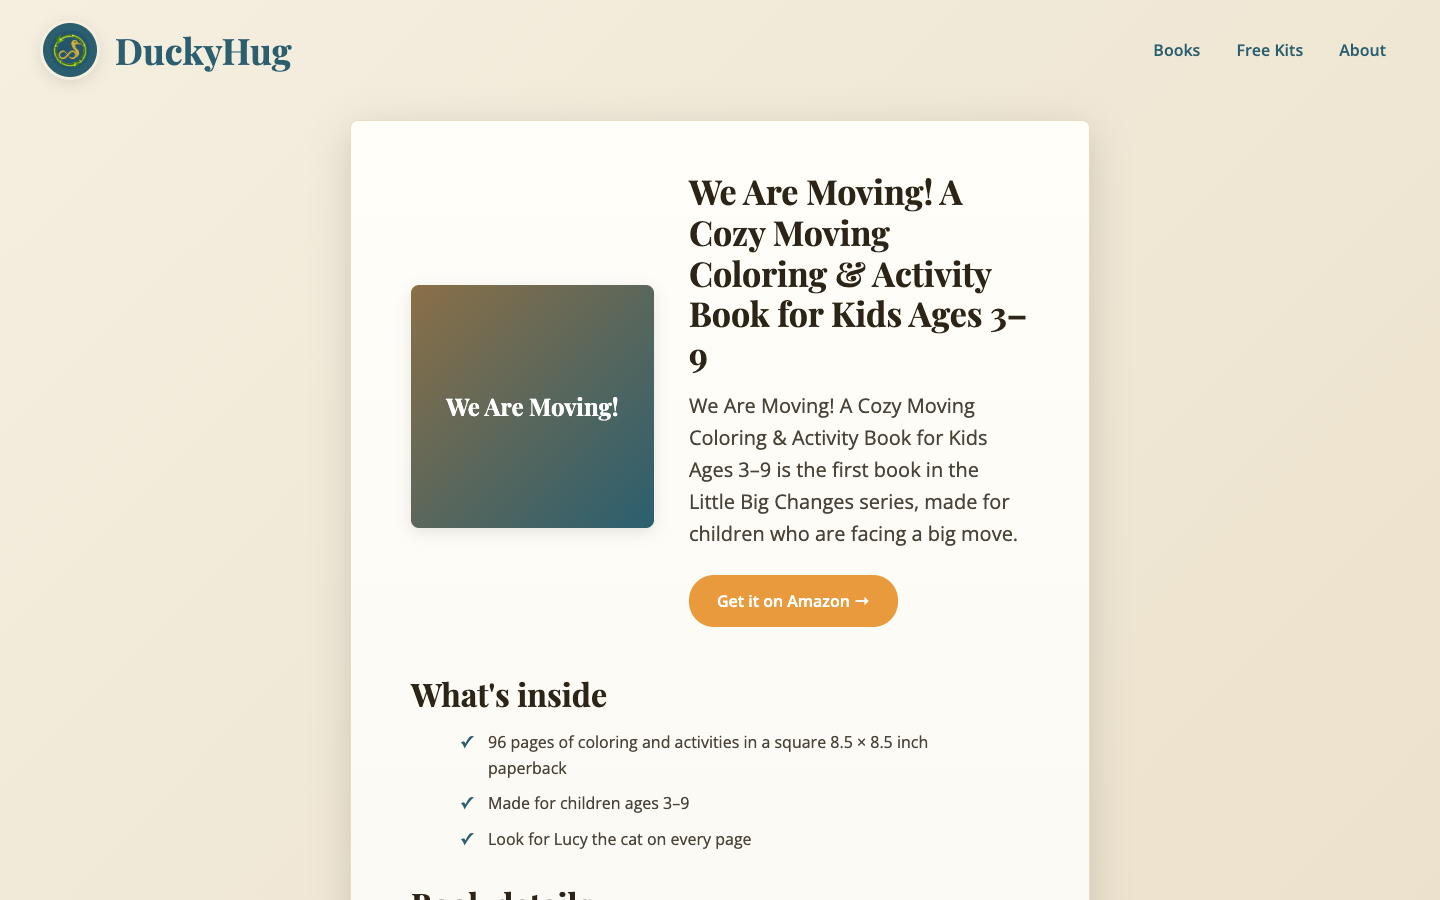 DuckyHug
Books
Free Kits
About
We Are Moving!
We Are Moving! A
Cozy Moving
Coloring & Activity
Book for Kids Ages 3–
9
We Are Moving! A Cozy Moving
Coloring & Activity Book for Kids
Ages 3–9 is the first book in the
Little Big Changes series, made for
children who are facing a big move.
Get it on Amazon →
What's inside
✓ 96 pages of coloring and activities in a square 8.5 × 8.5 inch
paperback
✓ Made for children ages 3–9
✓ Look for Lucy the cat on every page
Book details